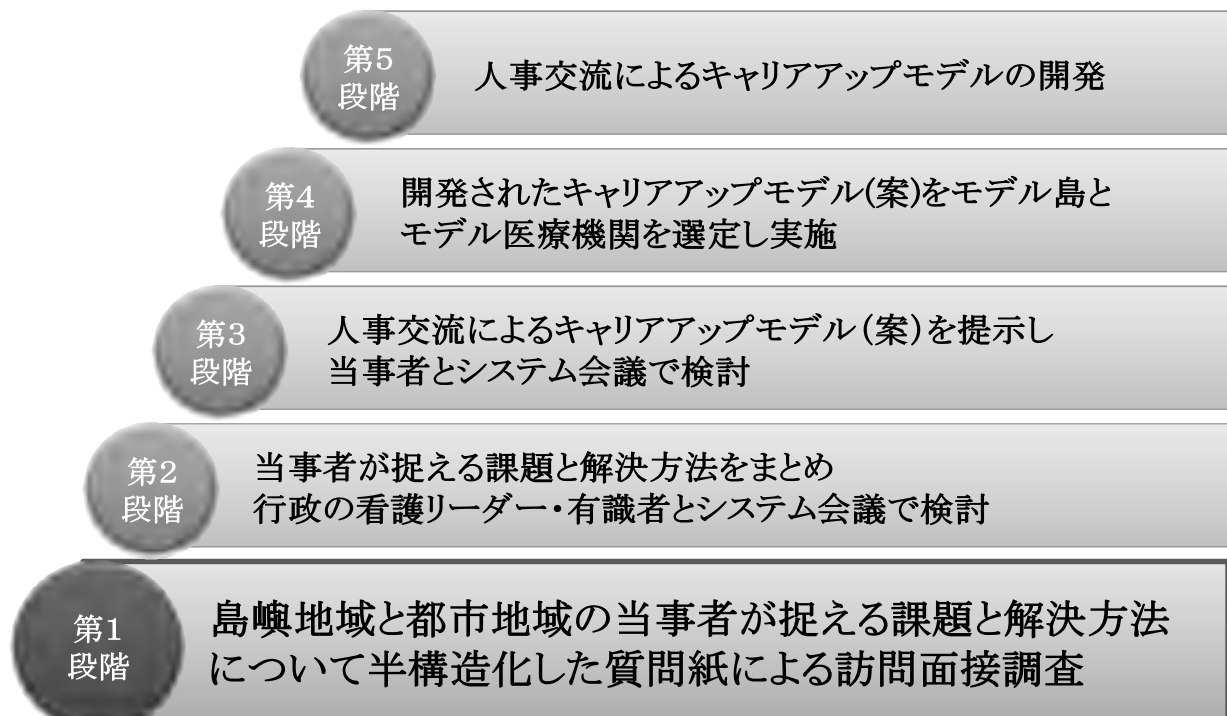 第5
段階
人事交流によるキャリアアップモデルの開発
第4
段階
開発されたキャリアアップモデル(案)をモデル島と
モデル医療機関を選定し実施
第3
段階
人事交流によるキャリアアップモデル（案）を提示し
当事者とシステム会議で検討
第2
段階
当事者が捉える課題と解決方法をまとめ
行政の看護リーダー・有識者とシステム会議で検討
第1
段階
島嶼地域と都市地域の当事者が捉える課題と解決方法
について半構造化した質問紙による訪問面接調査